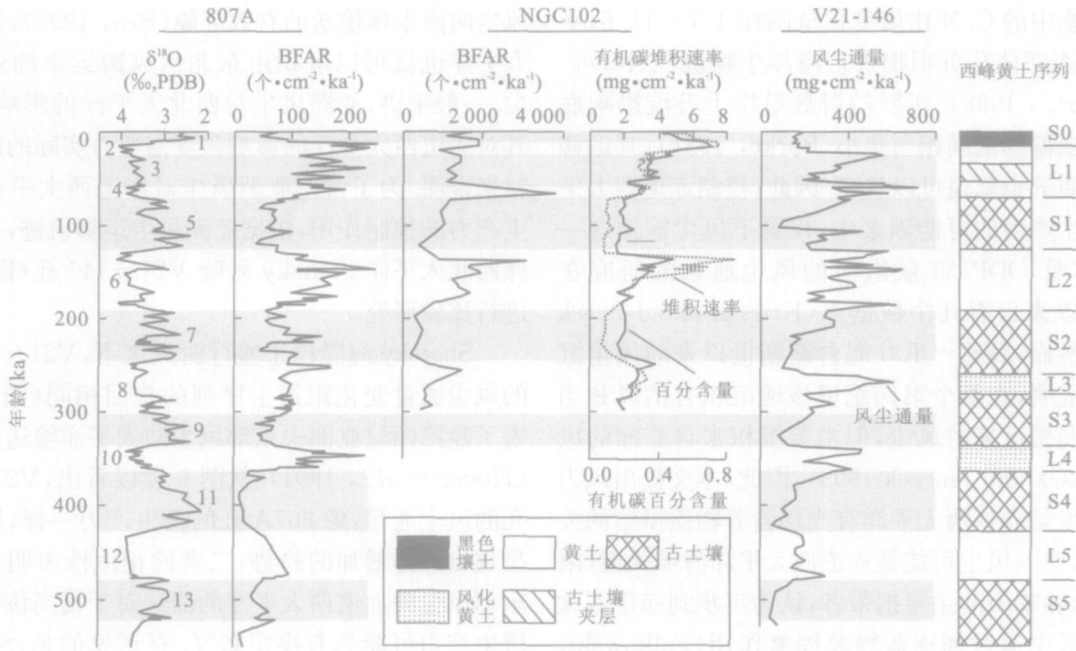 807A
NGC102
V21-146
δ¹⁸O
(‰,PDB)
BFAR
(个·cm⁻²·ka⁻¹)
BFAR
(个·cm⁻²·ka⁻¹)
有机碳堆积速率
(mg·cm⁻²·ka⁻¹)
风尘通量
(mg·cm⁻²·ka⁻¹)
西峰黄土序列
4 3 2 0 100 200 0 2000 4000 0 2 4 6 8 0 400 800
年龄(ka)
100
200
300
400
500
1
2
4
5
6
7
8
9
10
11
12
13
堆积速率
百分含量
0.0 0.4 0.8
有机碳百分含量
风尘通量
S0
L1
S1
L2
S2
L3
S3
L4
S4
L5
S5
黑色壤土
黄土
古土壤
风化黄土
古土壤夹层